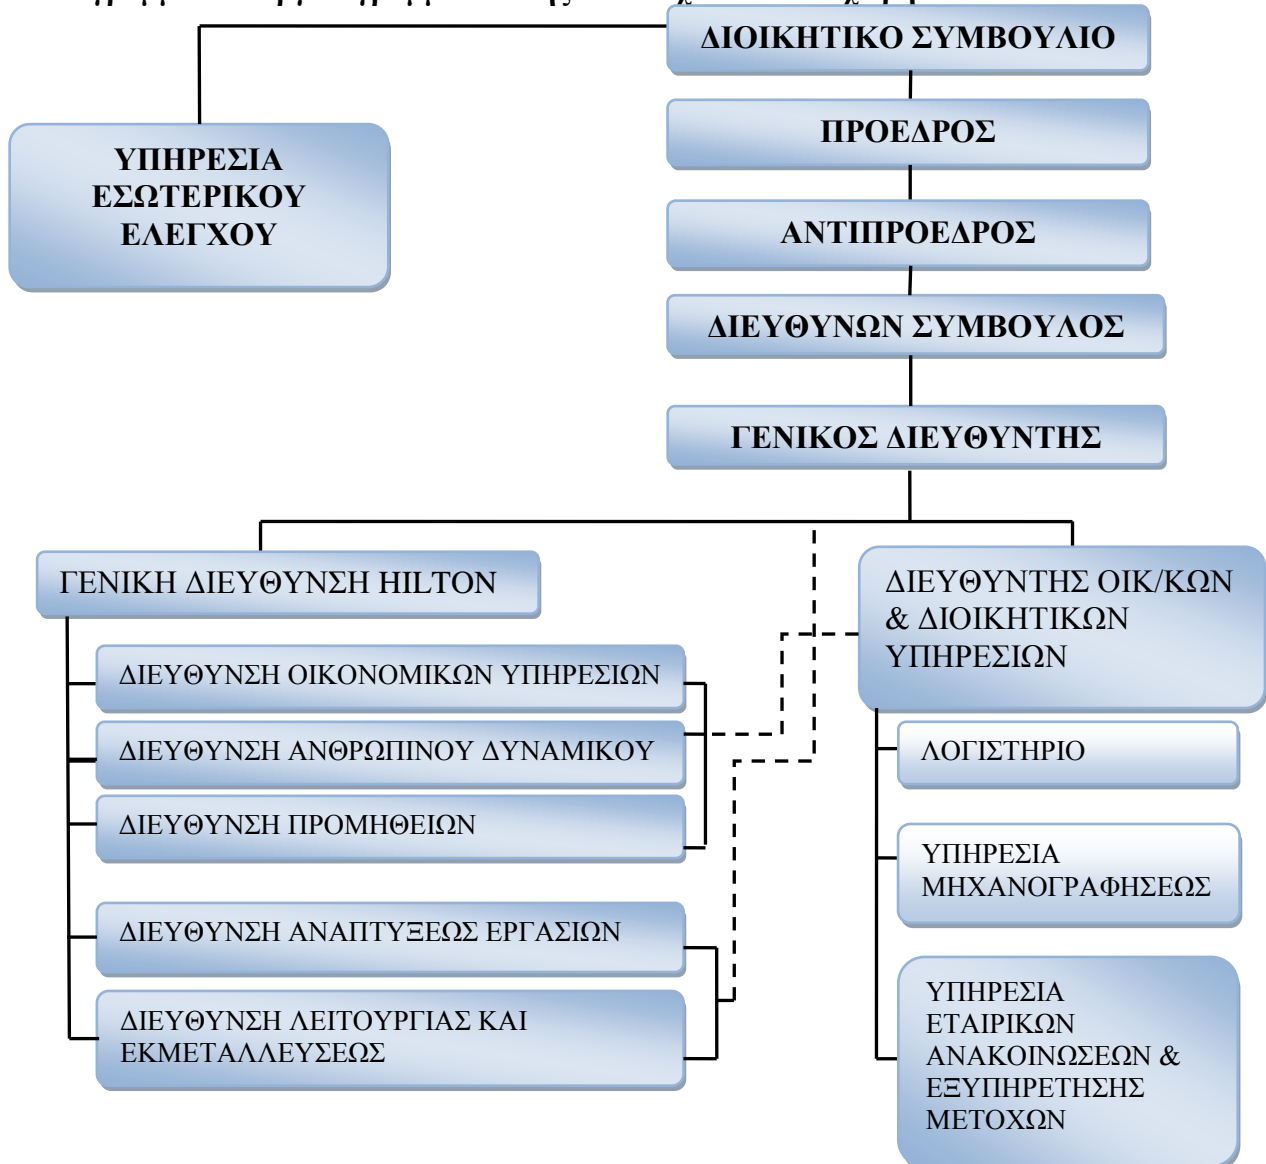 ΔΙΟΙΚΗΤΙΚΟ ΣΥΜΒΟΥΛΙΟ
ΠΡΟΕΔΡΟΣ
ΥΠΗΡΕΣΙΑ
ΕΣΩΤΕΡΙΚΟΥ
ΕΛΕΓΧΟΥ
ΑΝΤΙΠΡΟΕΔΡΟΣ
ΔΙΕΥΘΥΝΩΝ ΣΥΜΒΟΥΛΟΣ
ΓΕΝΙΚΟΣ ΔΙΕΥΘΥΝΤΗΣ
ΓΕΝΙΚΗ ΔΙΕΥΘΥΝΣΗ HILTON
ΔΙΕΥΘΥΝΣΗ ΟΙΚΟΝΟΜΙΚΩΝ ΥΠΗΡΕΣΙΩΝ
ΔΙΕΥΘΥΝΣΗ ΑΝΘΡΩΠΙΝΟΥ ΔΥΝΑΜΙΚΟΥ
ΔΙΕΥΘΥΝΣΗ ΠΡΟΜΗΘΕΙΩΝ
ΔΙΕΥΘΥΝΣΗ ΑΝΑΠΤΥΞΕΩΣ ΕΡΓΑΣΙΩΝ
ΔΙΕΥΘΥΝΣΗ ΛΕΙΤΟΥΡΓΙΑΣ ΚΑΙ
ΕΚΜΕΤΑΛΛΕΥΣΕΩΣ
ΔΙΕΥΘΥΝΤΗΣ ΟΙΚ/ΚΩΝ
& ΔΙΟΙΚΗΤΙΚΩΝ
ΥΠΗΡΕΣΙΩΝ
ΛΟΓΙΣΤΗΡΙΟ
ΥΠΗΡΕΣΙΑ
ΜΗΧΑΝΟΓΡΑΦΗΣΕΩΣ
ΥΠΗΡΕΣΙΑ
ΕΤΑΙΡΙΚΩΝ
ΑΝΑΚΟΙΝΩΣΕΩΝ &
ΕΞΥΠΗΡΕΤΗΣΗΣ
ΜΕΤΟΧΩΝ